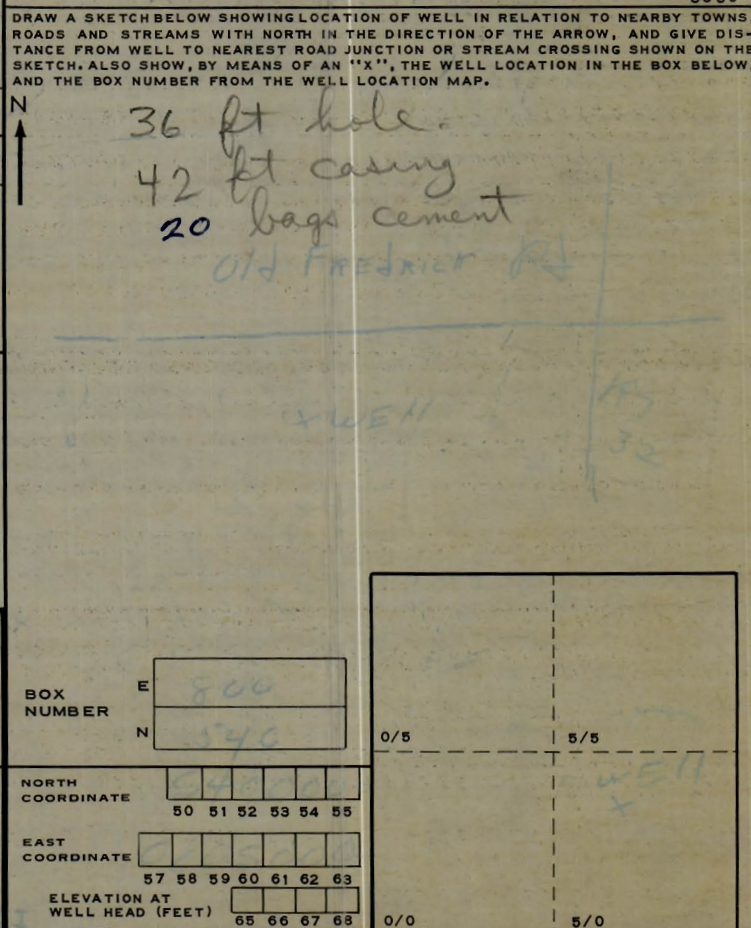 DRAW A SKETCH BELOW SHOWING LOCATION OF WELL IN RELATION TO NEARBY TOWNS
ROADS AND STREAMS WITH NORTH IN THE DIRECTION OF THE ARROW, AND GIVE DIS-
TANCE FROM WELL TO NEAREST ROAD JUNCTION OR STREAM CROSSING SHOWN ON THE
SKETCH. ALSO SHOW, BY MEANS OF AN "X", THE WELL LOCATION IN THE BOX BELOW
AND THE BOX NUMBER FROM THE WELL LOCATION MAP.
N
36 ft hole.
42 ft casing
20 bags cement
Old FREDRICK Rd
x WEll
32
BOX
NUMBER
E 800
N 540
0/5 5/5
wEll
x
NORTH
COORDINATE
50 51 52 53 54 55
EAST
COORDINATE
57 58 59 60 61 62 63
ELEVATION AT
WELL HEAD (FEET)
65 66 67 68
0/0 5/0